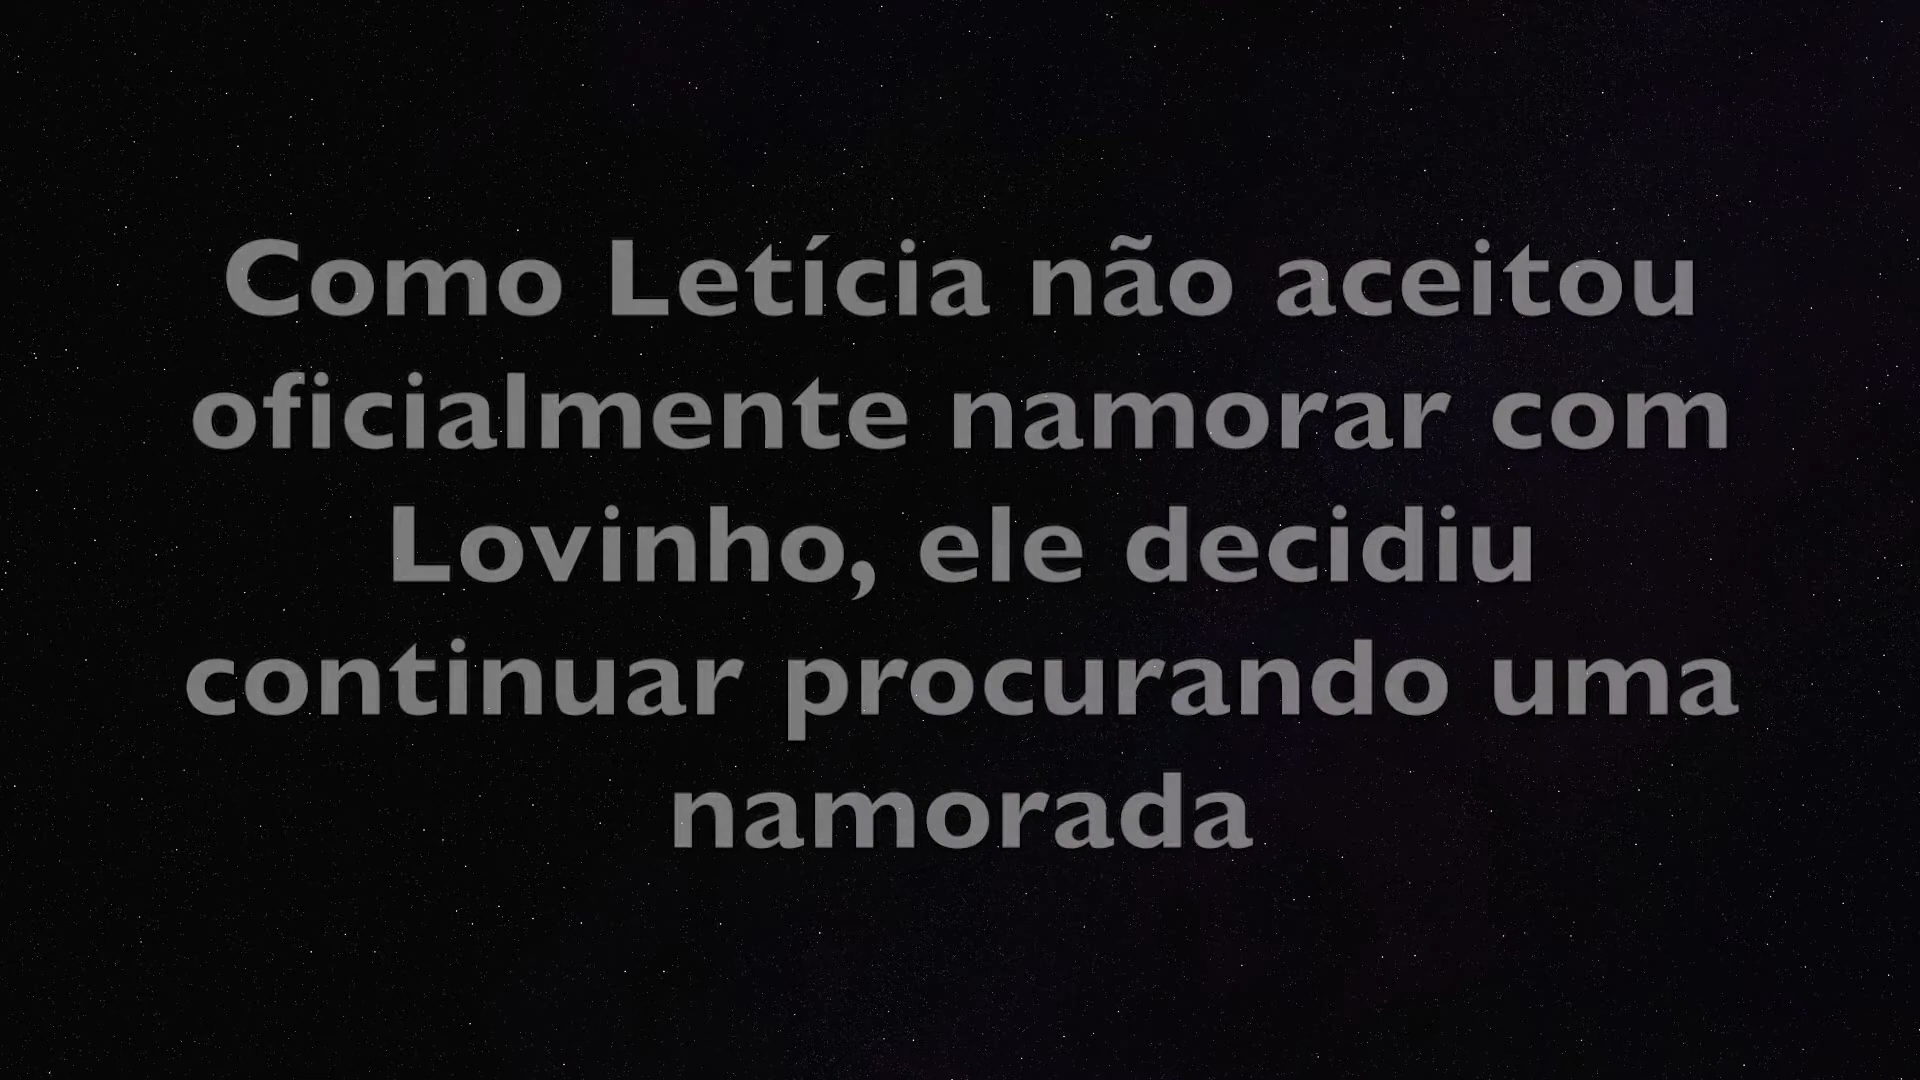 Como Letícia não aceitou
oficialmente namorar com
Lovinho, ele decidiu
continuar procurando uma
namorada